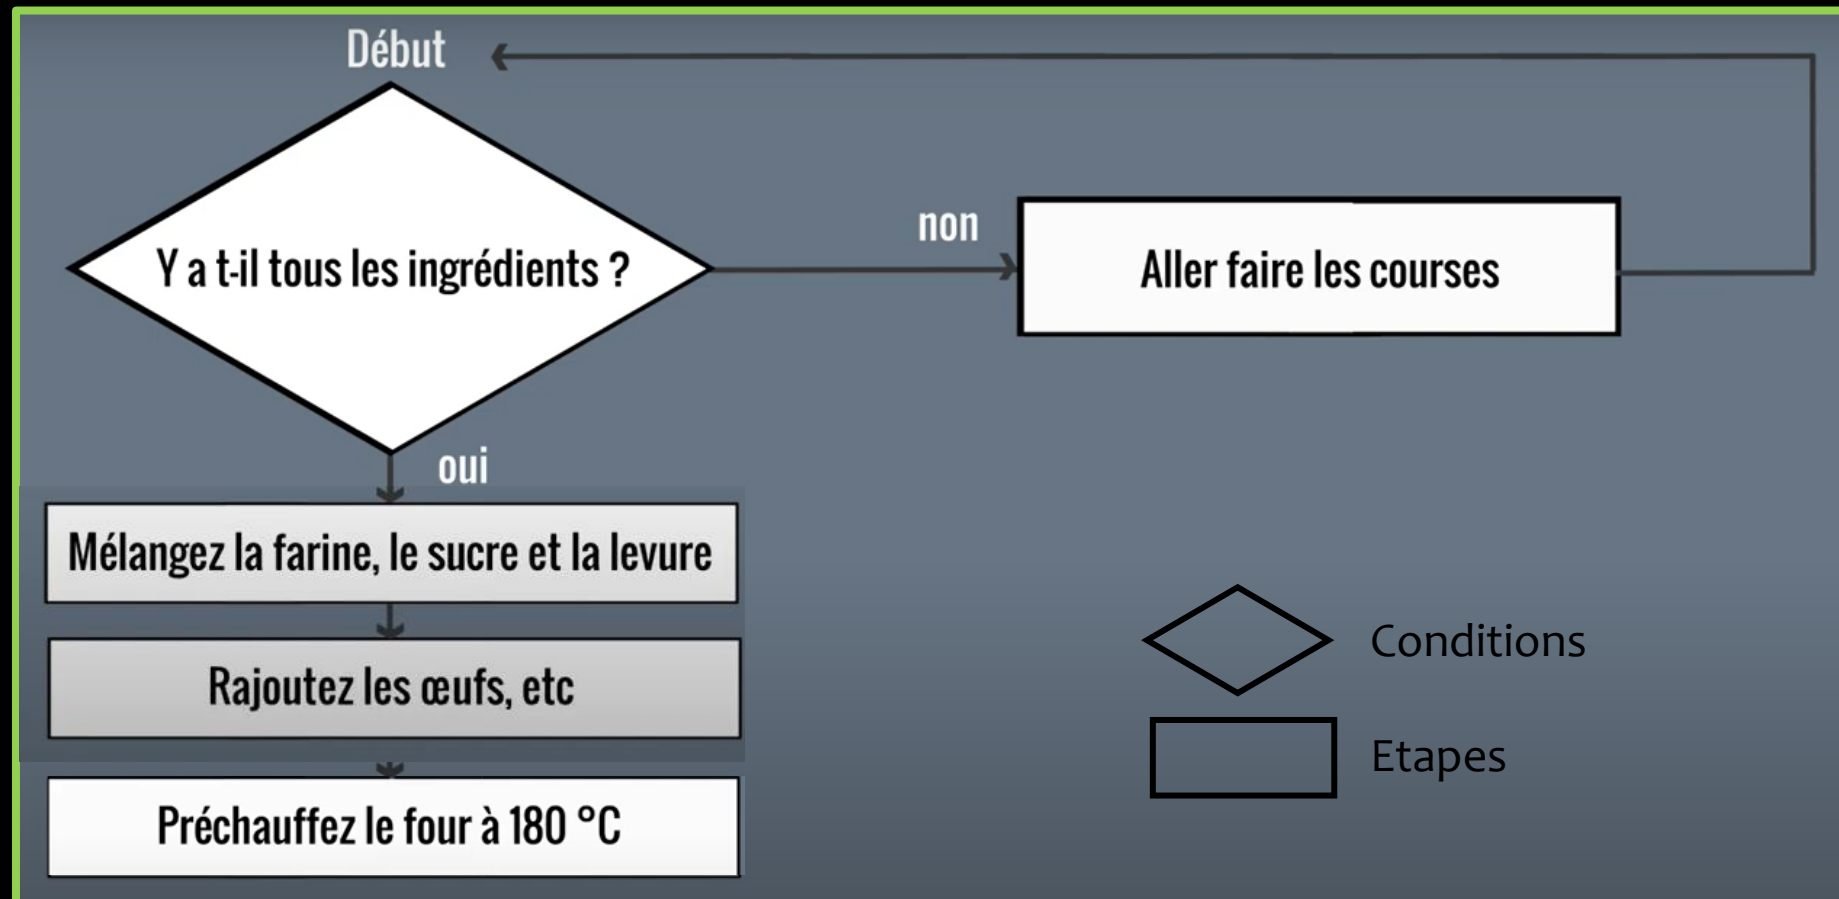 Début
Y a t-il tous les ingrédients ?
non
Aller faire les courses
oui
Mélangez la farine, le sucre et la levure
Rajoutez les œufs, etc
Préchauffez le four à 180 °C
Conditions
Etapes